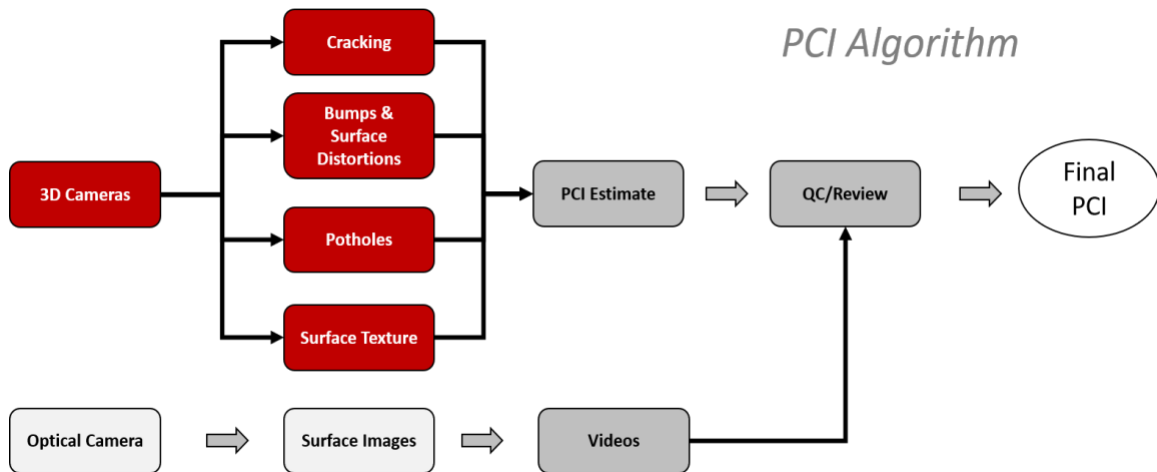 PCI Algorithm
Cracking
Bumps &
Surface
Distortions
3D Cameras
PCI Estimate
QC/Review
Final
PCI
Potholes
Surface Texture
Optical Camera
Surface Images
Videos